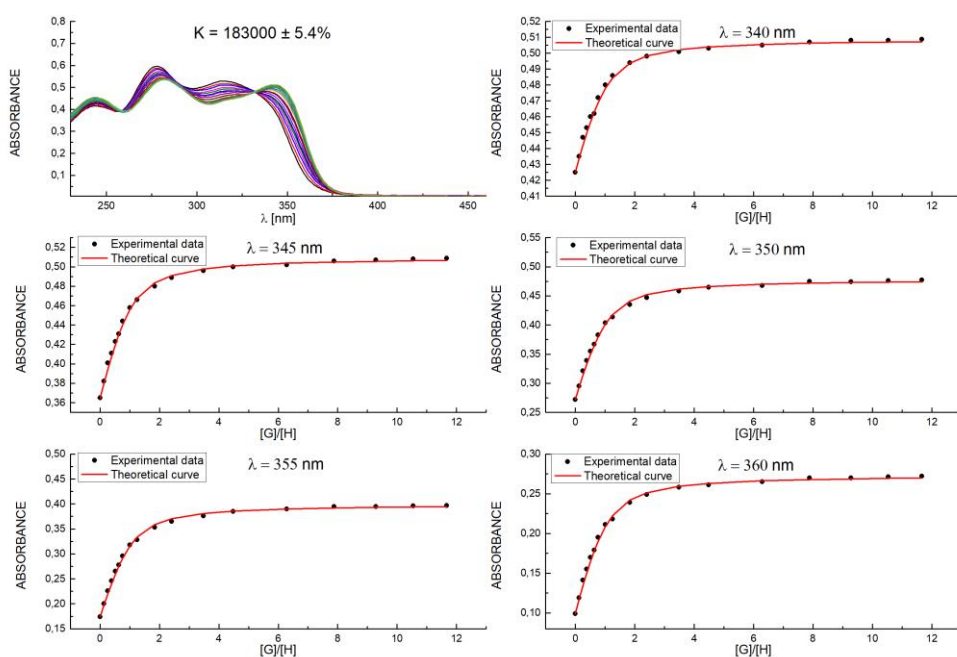 K = 183000 ± 5.4%
ABSORBANCE
0,8
0,7
0,6
0,5
0,4
0,3
0,2
0,1
250 300 350 400 450
λ [nm]
λ = 340 nm
Experimental data
Theoretical curve
ABSORBANCE
0,52
0,51
0,50
0,49
0,48
0,47
0,46
0,45
0,44
0,43
0,42
0,41
0 2 4 6 8 10 12
[G]/[H]
λ = 345 nm
Experimental data
Theoretical curve
ABSORBANCE
0,52
0,50
0,48
0,46
0,44
0,42
0,40
0,38
0,36
0 2 4 6 8 10 12
[G]/[H]
λ = 350 nm
Experimental data
Theoretical curve
ABSORBANCE
0,55
0,50
0,45
0,40
0,35
0,30
0,25
0 2 4 6 8 10 12
[G]/[H]
λ = 355 nm
Experimental data
Theoretical curve
ABSORBANCE
0,50
0,45
0,40
0,35
0,30
0,25
0,20
0,15
0 2 4 6 8 10 12
[G]/[H]
λ = 360 nm
Experimental data
Theoretical curve
ABSORBANCE
0,30
0,25
0,20
0,15
0,10
0 2 4 6 8 10 12
[G]/[H]